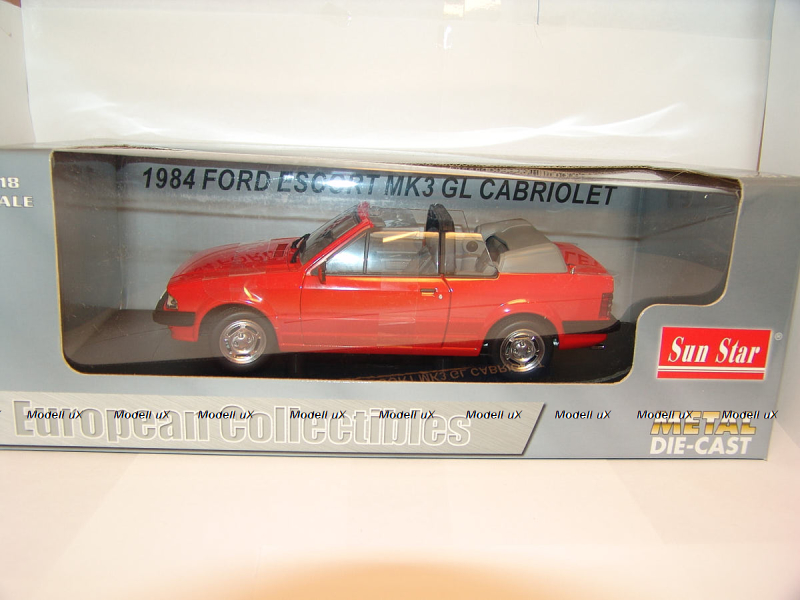 1984 FORD ESCORT MK3 GL CABRIOLET
18
ALE
Sun Star®
Modell uX Modell uX Modell uX Modell uX Modell uX Modell uX Modell uX Modell uX Modell uX
European Collectibles
METAL
DIE-CAST